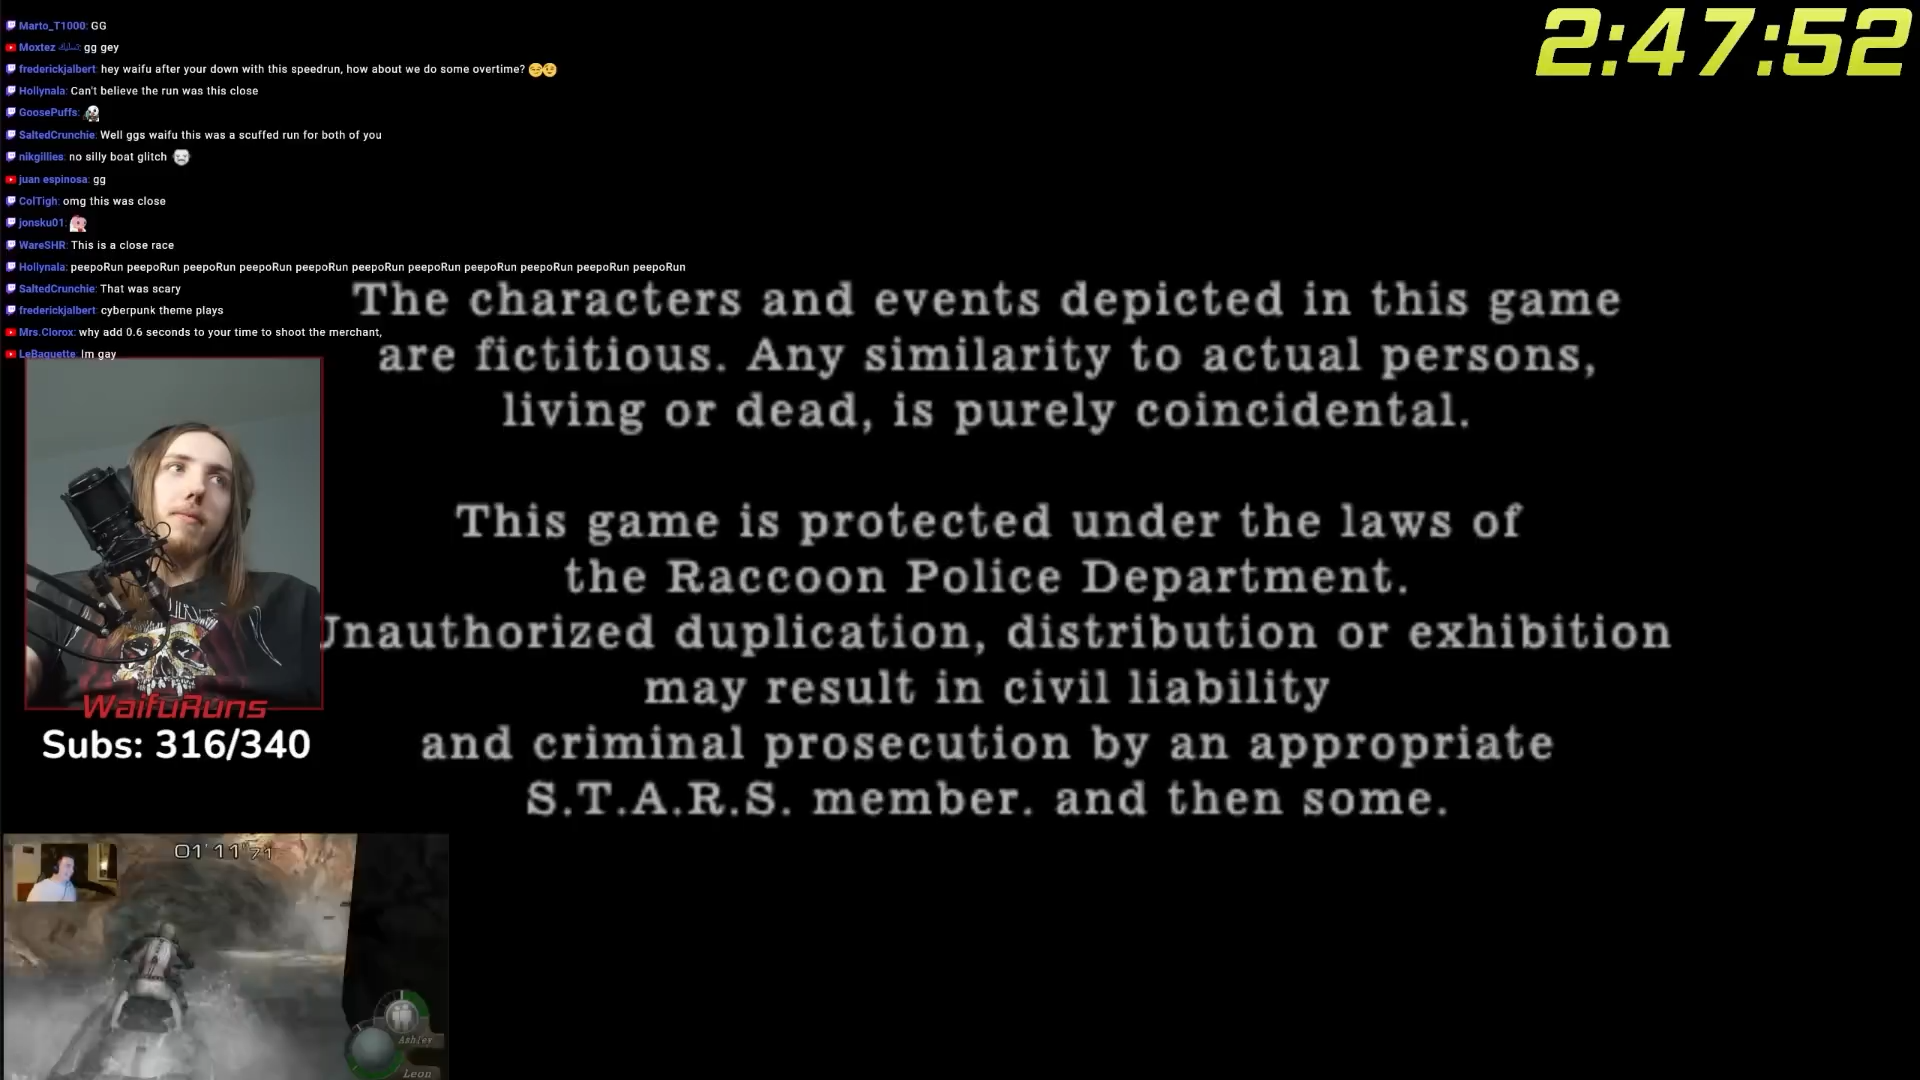 2:47:52
Marto_T1000: GG
Moxtez gg gey
frederickjalbert: hey waifu after your down with this speedrun, how about we do some overtime?
Hollynala: Can't believe the run was this close
GoosePuffs:
SaltedCrunchie: Well ggs waifu this was a scuffed run for both of you
nikgillies: no silly boat glitch
juan espinosa: gg
ColTigh: omg this was close
jonsku01:
WareSHR: This is a close race
Hollynala: peepoRun peepoRun peepoRun peepoRun peepoRun peepoRun peepoRun peepoRun peepoRun peepoRun peepoRun
SaltedCrunchie: That was scary
frederickjalbert: cyberpunk theme plays
Mrs.Clorox: why add 0.6 seconds to your time to shoot the merchant,
LeBaguette: Im gay
The characters and events depicted in this game
are fictitious. Any similarity to actual persons,
living or dead, is purely coincidental.
This game is protected under the laws of
the Raccoon Police Department.
Unauthorized duplication, distribution or exhibition
may result in civil liability
and criminal prosecution by an appropriate
S.T.A.R.S. member. and then some.
WaifuRuns
Subs: 316/340
01'11"71
Ashley
Leon